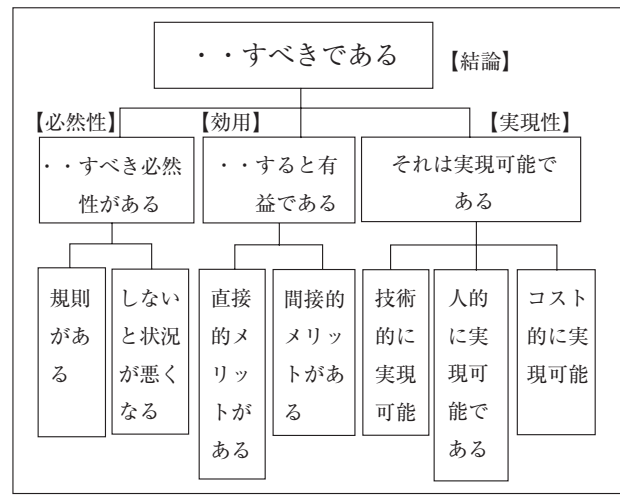 ・・すべきである
【結論】
【必然性】
【効用】
【実現性】
・・すべき必然
性がある
・・すると有
益である
それは実現可能で
ある
規則
があ
る
しない
と状況
が悪く
なる
直接
的メ
リッ
トが
ある
間接的
メリッ
トがあ
る
技術
的に
実現
可能
人的
に実
現可
能で
ある
コスト
的に実
現可能